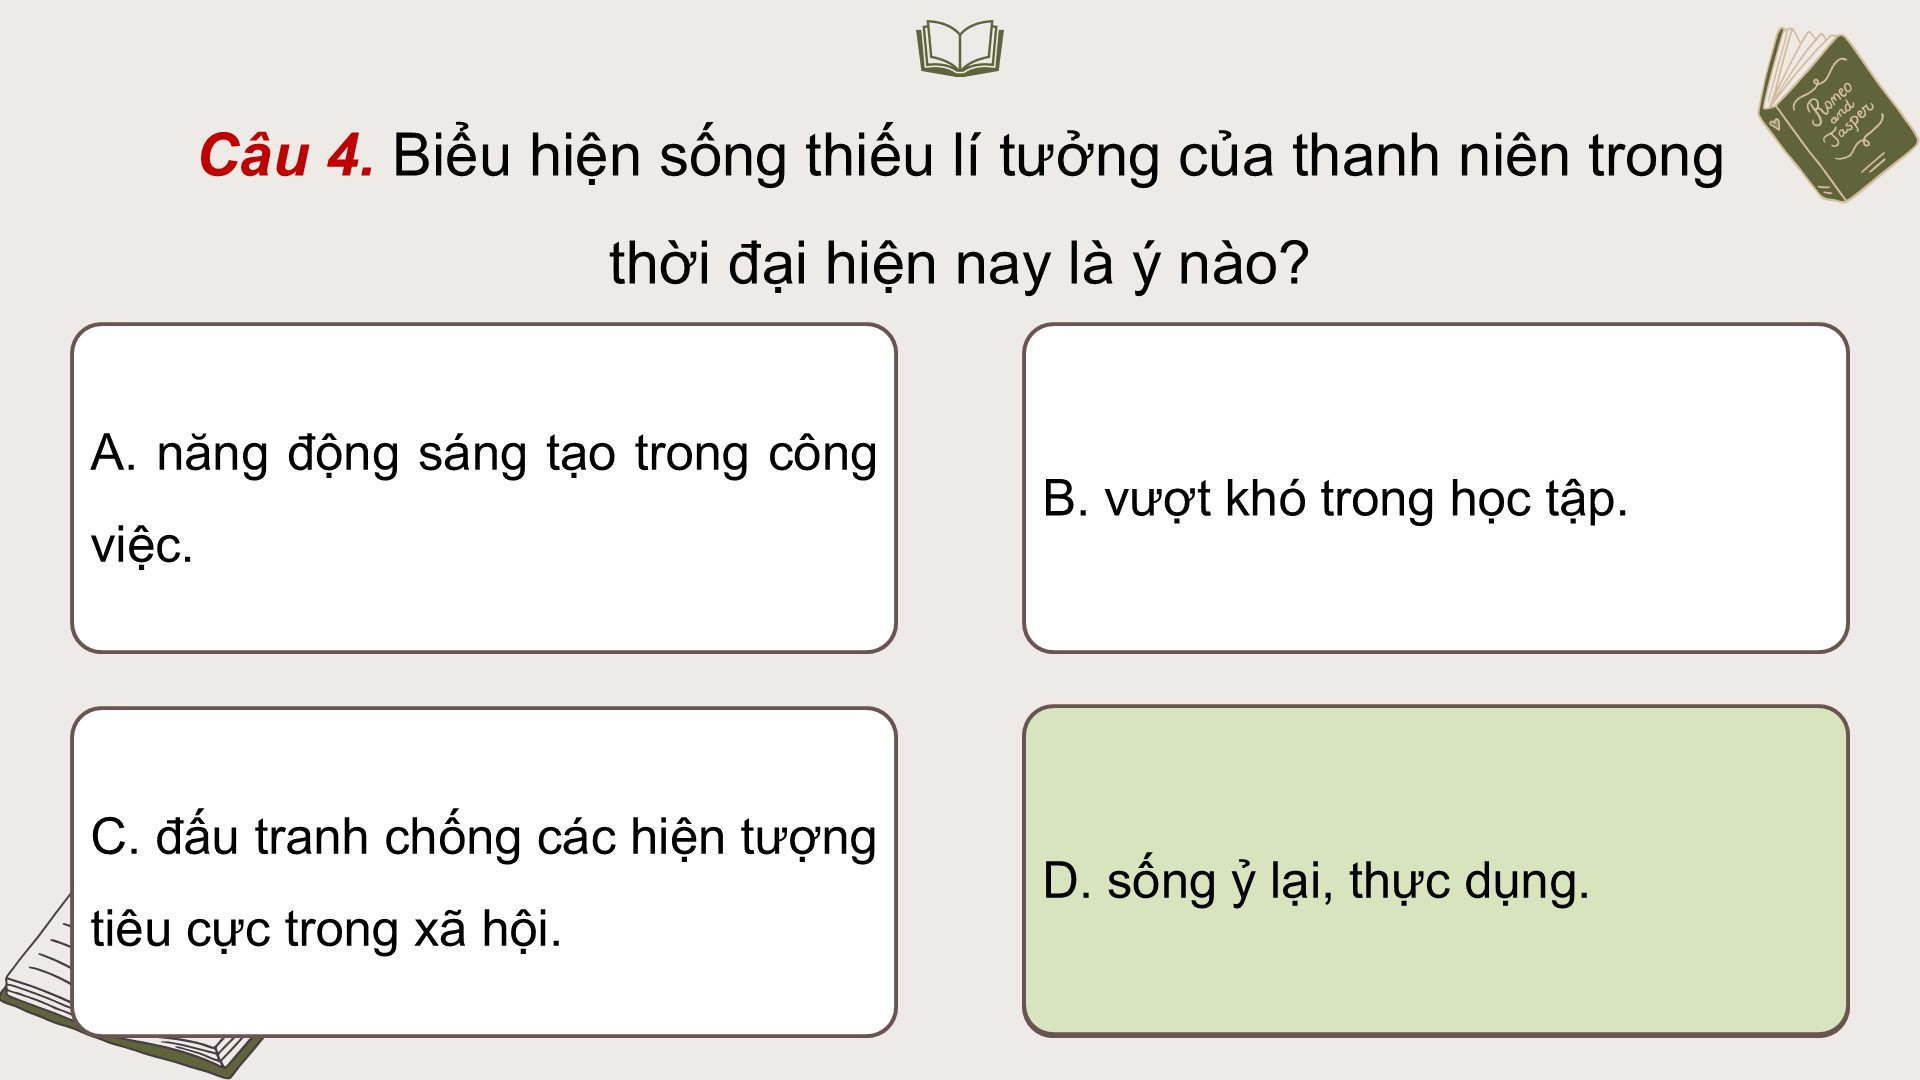 Romeo
and
Jasper
Câu 4. Biểu hiện sống thiếu lí tưởng của thanh niên trong
thời đại hiện nay là ý nào?
A. năng động sáng tạo trong công
việc.
B. vượt khó trong học tập.
C. đấu tranh chống các hiện tượng
tiêu cực trong xã hội.
D. sống ỷ lại, thực dụng.